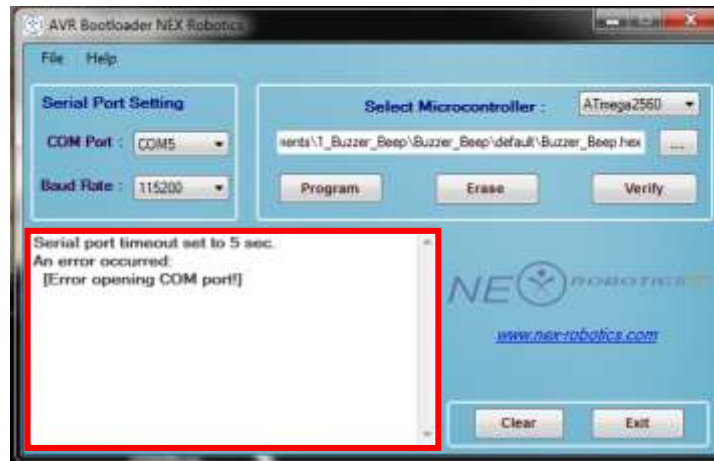 AVR Bootloader NEX Robotics
File Help
Serial Port Setting
COM Port : COM5
Baud Rate : 115200
Select Microcontroller : ATmega2560
nents\1_Buzzer_Beep\Buzzer_Beep\default\Buzzer_Beep.hex ...
Program Erase Verify
Serial port timeout set to 5 sec.
An error occurred:
[Error opening COM port!]
NEX ROBOTICS
www.nex-robotics.com
Clear Exit